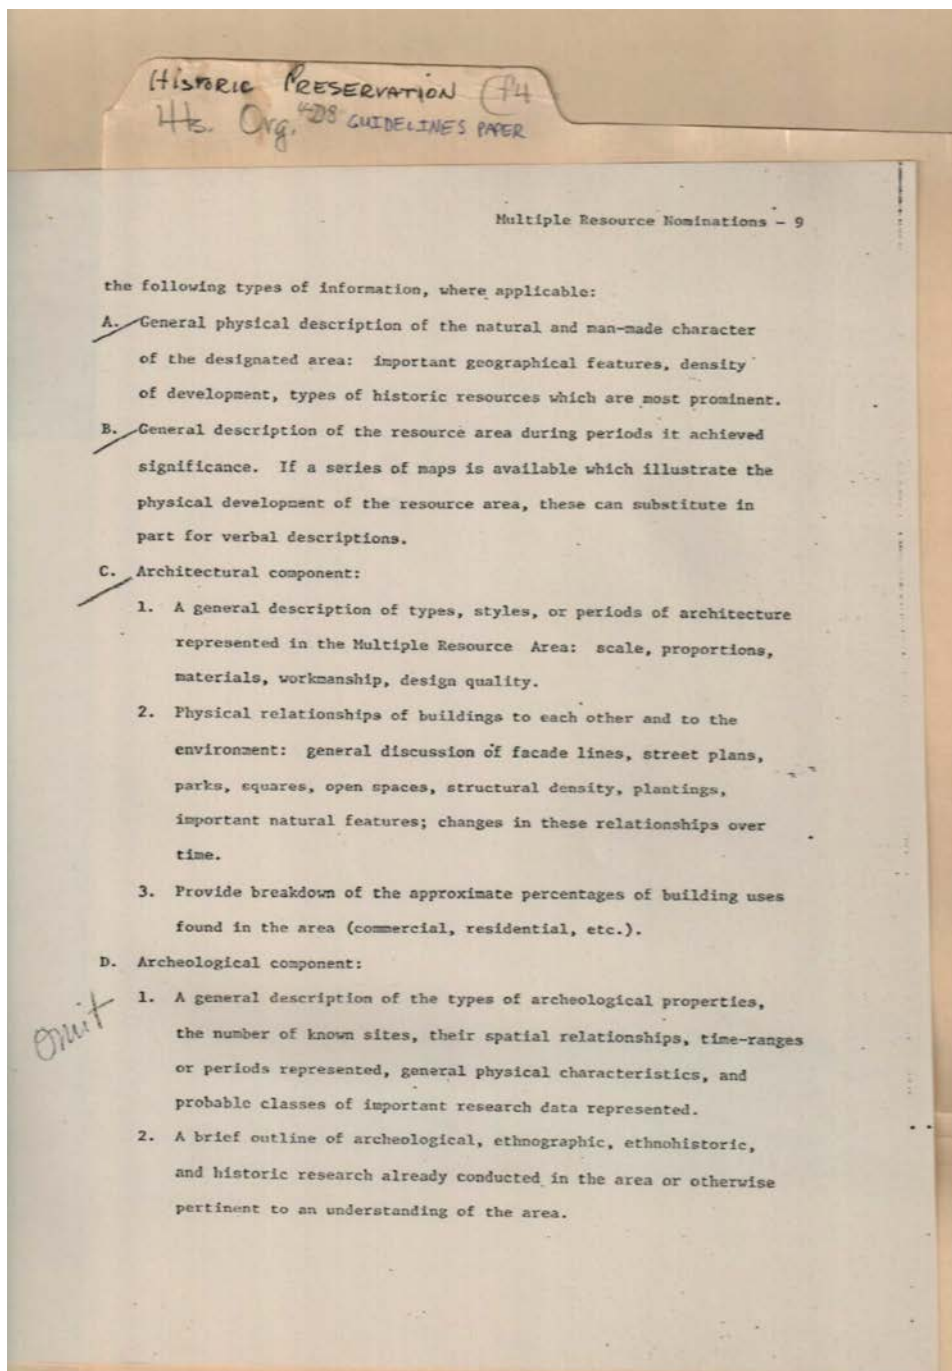 HISTORIC PRESERVATION
Hs. Org. GUIDELINES PAPER
Multiple Resource Nominations - 9
the following types of information, where applicable:
A. General physical description of the natural and man-made character
of the designated area: important geographical features, density
of development, types of historic resources which are most prominent.
B. General description of the resource area during periods it achieved
significance. If a series of maps is available which illustrate the
physical development of the resource area, these can substitute in
part for verbal descriptions.
C. Architectural component:
1. A general description of types, styles, or periods of architecture
represented in the Multiple Resource Area: scale, proportions,
materials, workmanship, design quality.
2. Physical relationships of buildings to each other and to the
environment: general discussion of facade lines, street plans,
parks, squares, open spaces, structural density, plantings,
important natural features; changes in these relationships over
time.
3. Provide breakdown of the approximate percentages of building uses
found in the area (commercial, residential, etc.).
D. Archeological component:
omit
1. A general description of the types of archeological properties,
the number of known sites, their spatial relationships, time-ranges
or periods represented, general physical characteristics, and
probable classes of important research data represented.
2. A brief outline of archeological, ethnographic, ethnohistoric,
and historic research already conducted in the area or otherwise
pertinent to an understanding of the area.